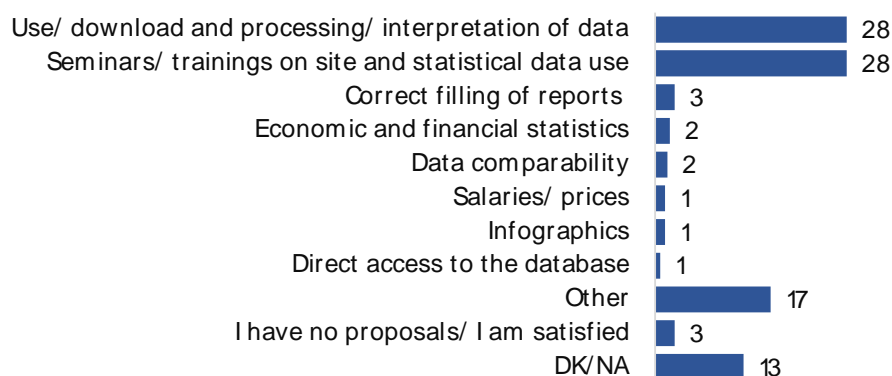 Use/ download and processing/ interpretation of data 28
Seminars/ trainings on site and statistical data use 28
Correct filling of reports 3
Economic and financial statistics 2
Data comparability 2
Salaries/ prices 1
Infographics 1
Direct access to the database 1
Other 17
I have no proposals/ I am satisfied 3
DK/NA 13